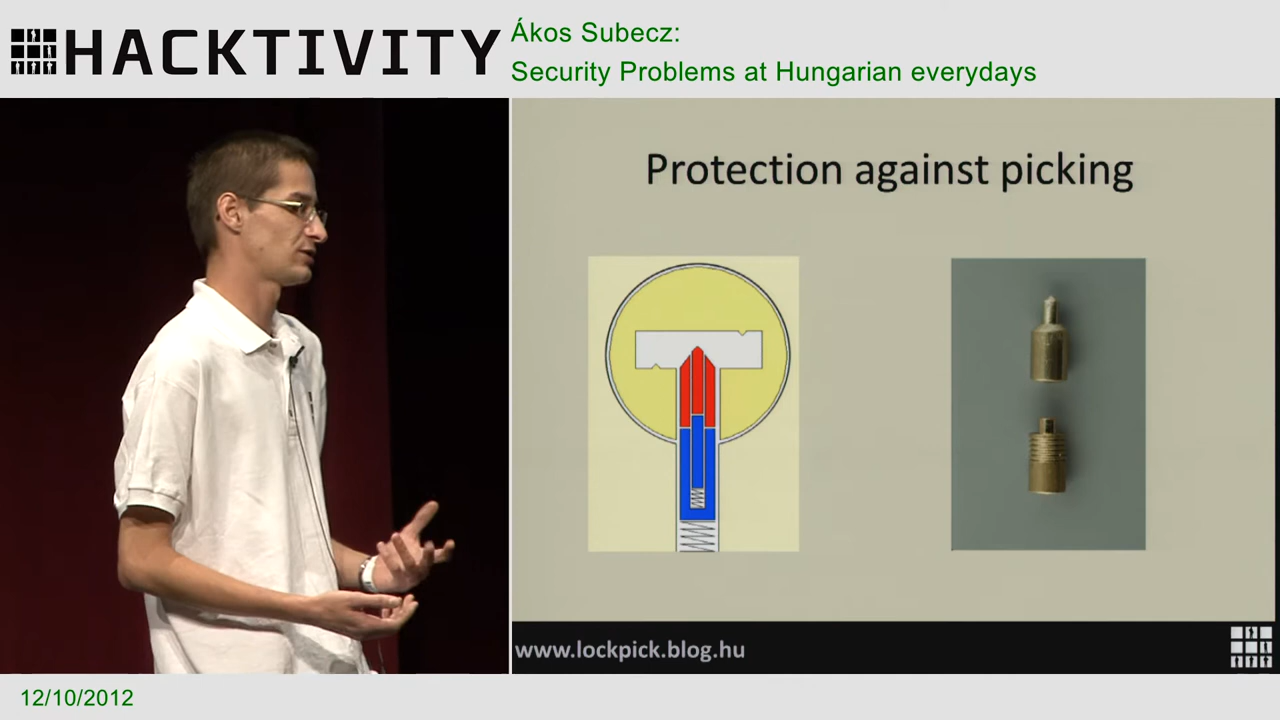 HACKTIVITY
Ákos Subecz:
Security Problems at Hungarian everydays
Protection against picking
www.lockpick.blog.hu
12/10/2012